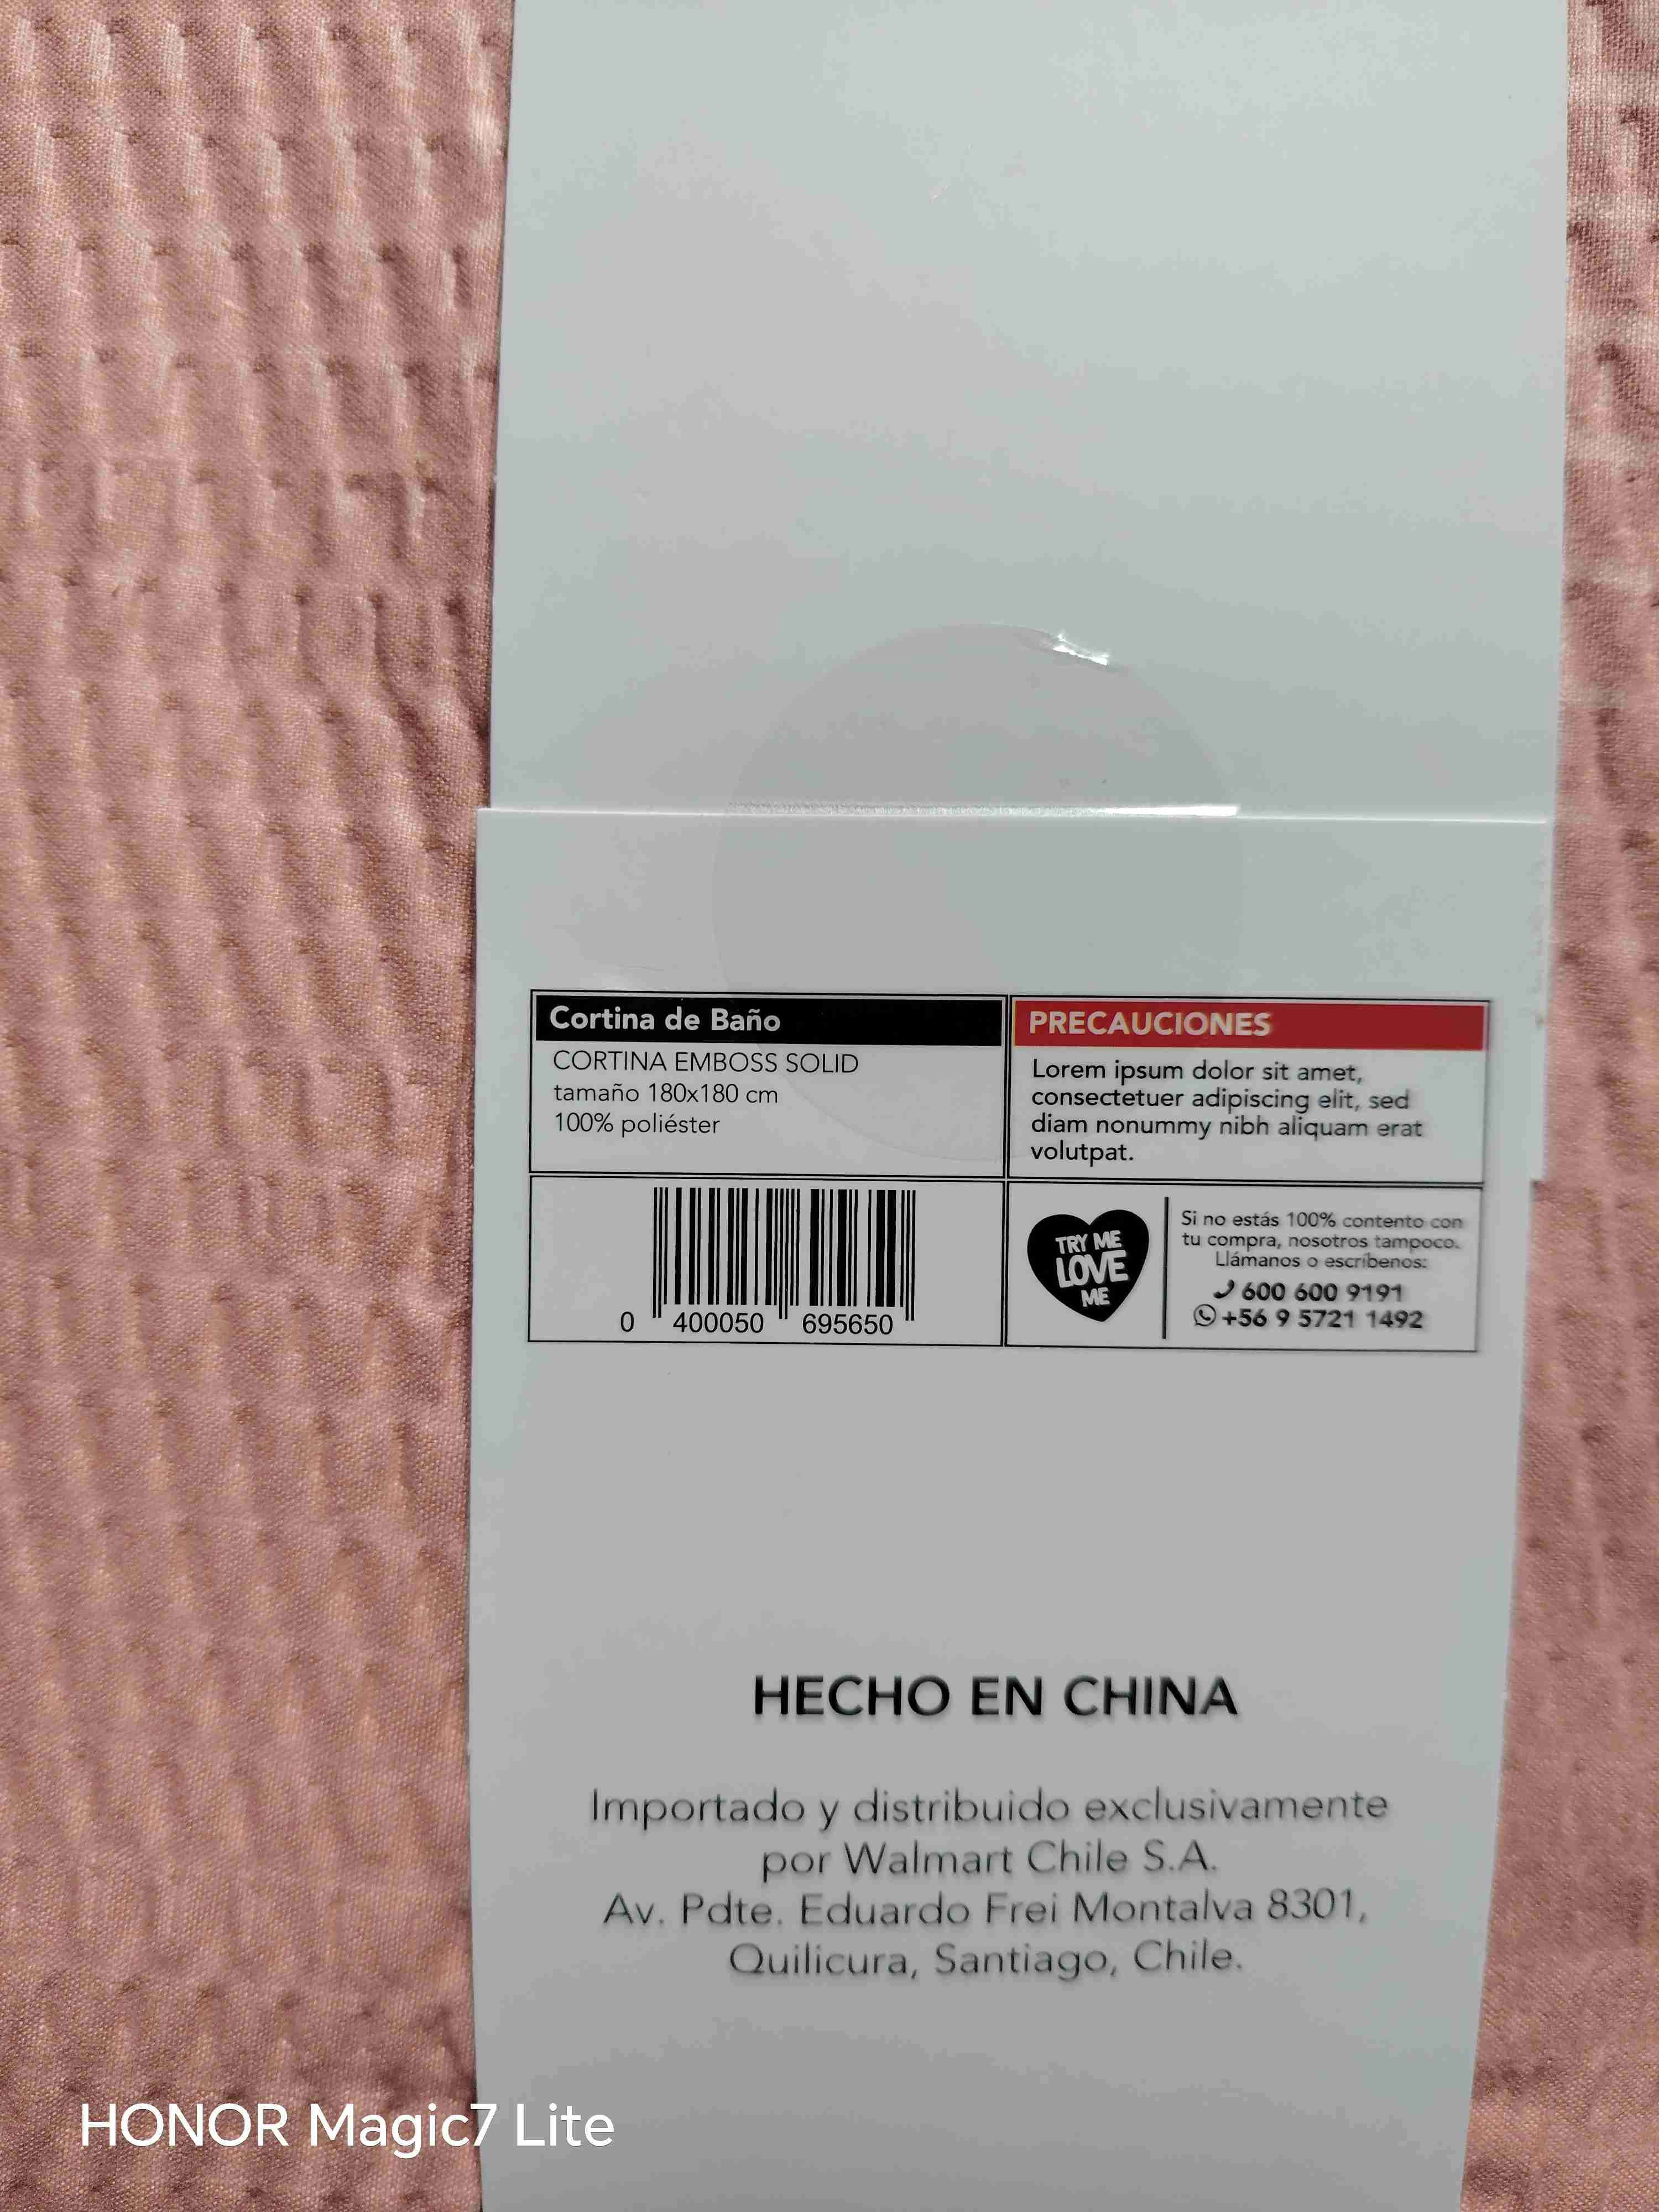 Cortina de Baño
CORTINA EMBOSS SOLID
tamaño 180x180 cm
100% poliéster
PRECAUCIONES
Lorem ipsum dolor sit amet,
consectetuer adipiscing elit, sed
diam nonummy nibh aliquam erat
volutpat.
0 400050 695650
TRY ME
LOVE
ME
Si no estás 100% contento con
tu compra, nosotros tampoco.
Llámanos o escríbenos:
600 600 9191
+56 9 5721 1492
HECHO EN CHINA
Importado y distribuido exclusivamente
por Walmart Chile S.A.
Av. Pdte. Eduardo Frei Montalva 8301,
Quilicura, Santiago, Chile.
HONOR Magic7 Lite